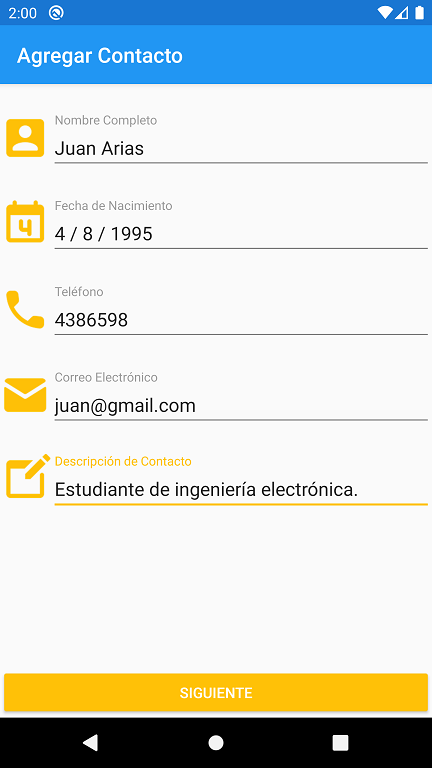 2:00
Agregar Contacto
Nombre Completo
Juan Arias
Fecha de Nacimiento
4 / 8 / 1995
Teléfono
4386598
Correo Electrónico
juan@gmail.com
Descripción de Contacto
Estudiante de ingeniería electrónica.
SIGUIENTE